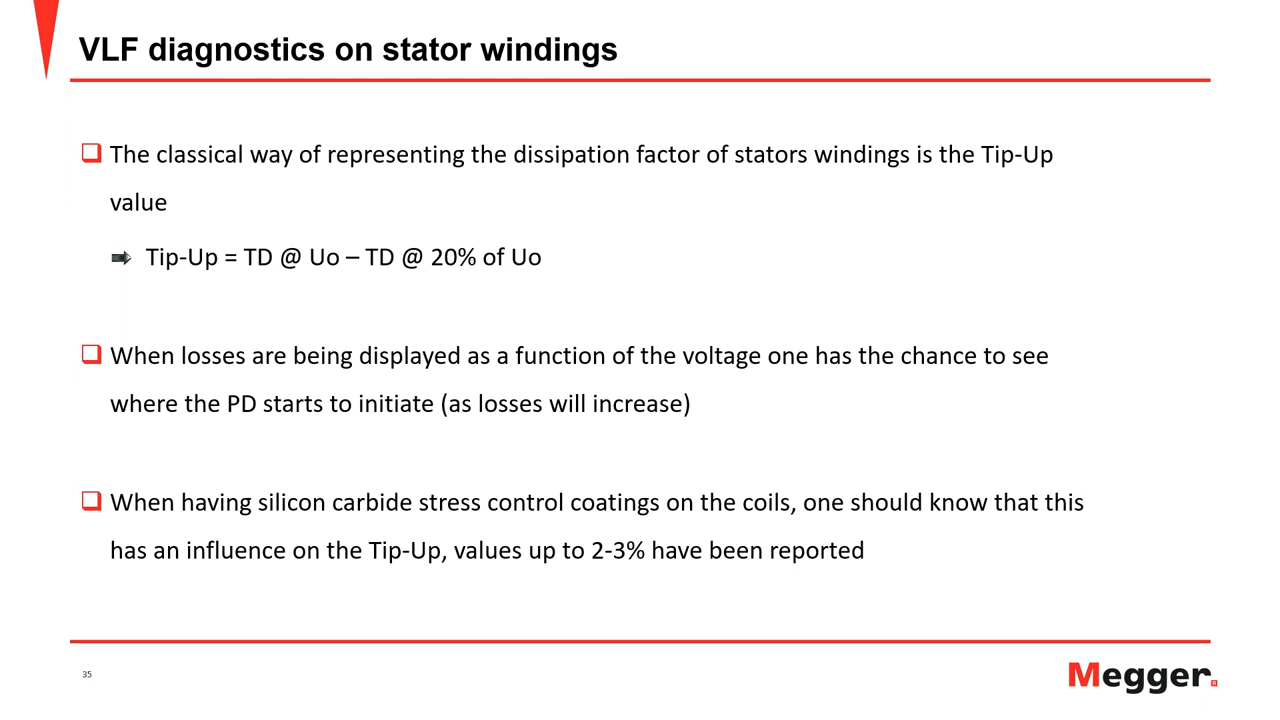 VLF diagnostics on stator windings
The classical way of representing the dissipation factor of stators windings is the Tip-Up
value
Tip-Up = TD @ Uo – TD @ 20% of Uo
When losses are being displayed as a function of the voltage one has the chance to see
where the PD starts to initiate (as losses will increase)
When having silicon carbide stress control coatings on the coils, one should know that this
has an influence on the Tip-Up, values up to 2-3% have been reported
35
Megger.